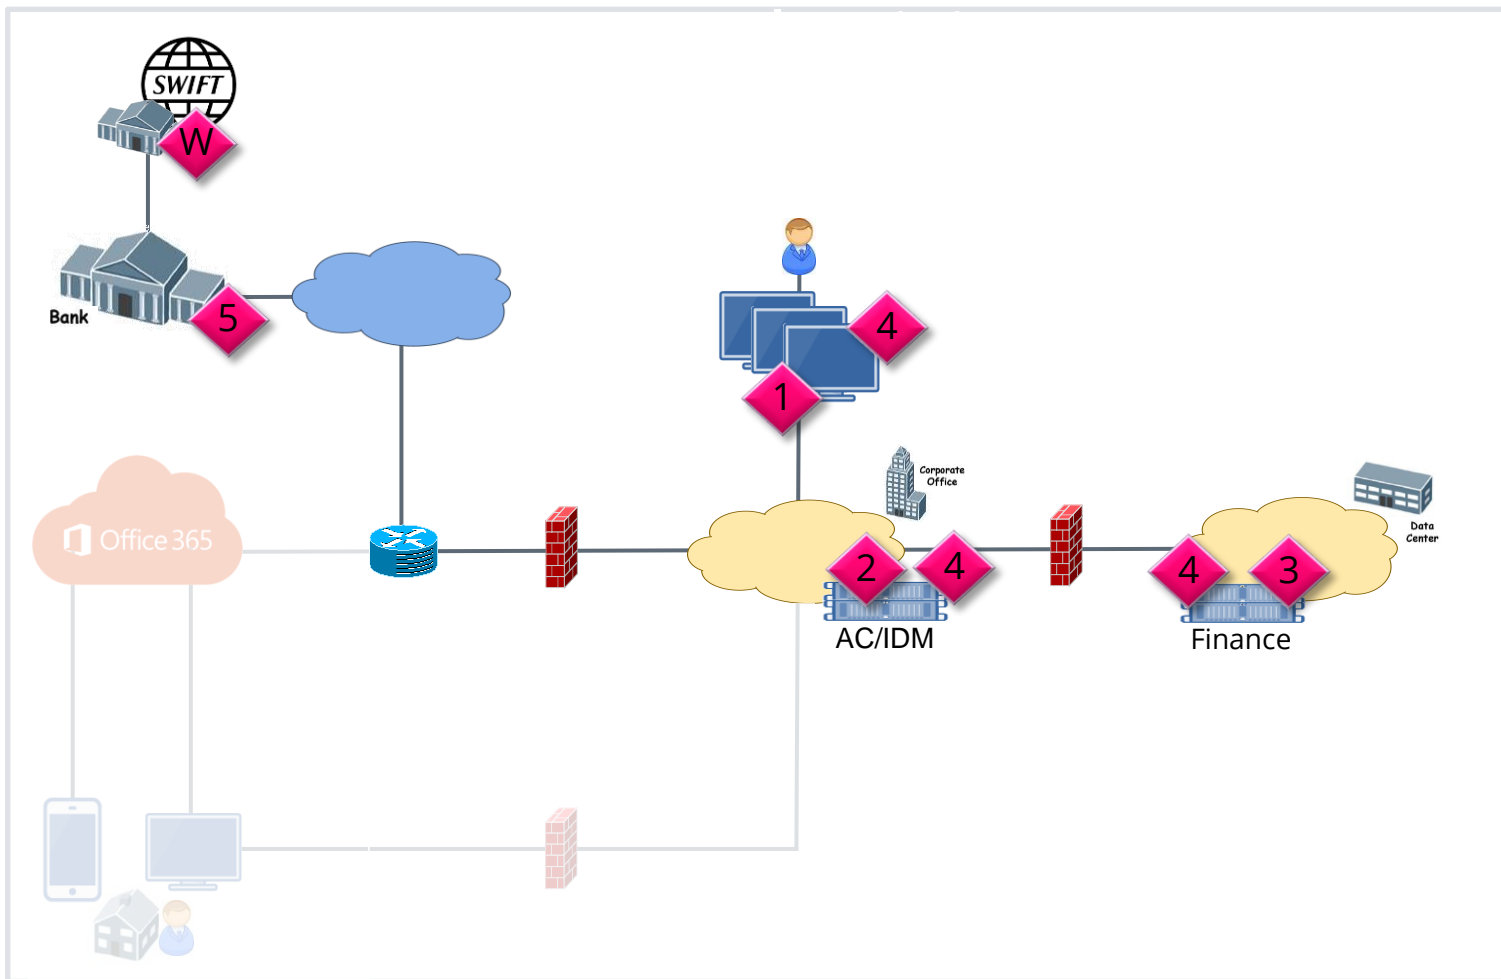 SWIFT
W
Bank
5
4
1
Corporate
Office
Office 365
Data
Center
2
4
4
3
AC/IDM
Finance